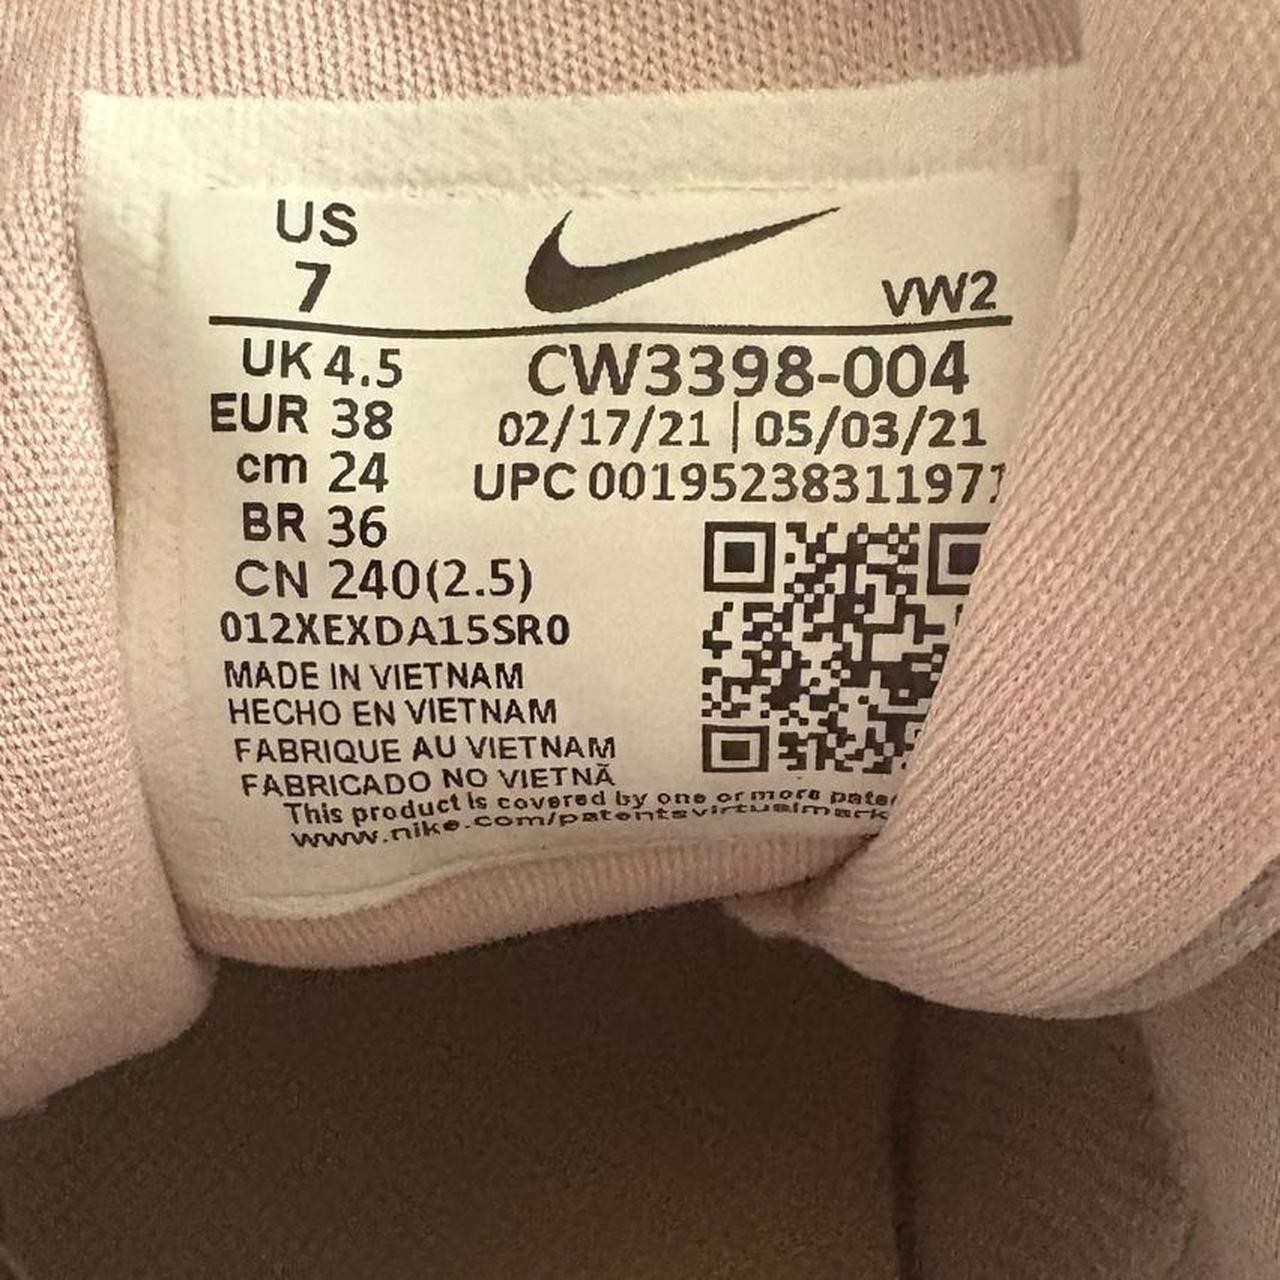 US
7
VW2
UK 4.5
EUR 38
cm 24
BR 36
CN 240(2.5)
CW3398-004
02/17/21 | 05/03/21
UPC 00195238311971
012XEXDA15SR0
MADE IN VIETNAM
HECHO EN VIETNAM
FABRIQUE AU VIETNAM
FABRICADO NO VIETNÃ
This product is covered by one or more
www.nike.com/patentsvirtualmark